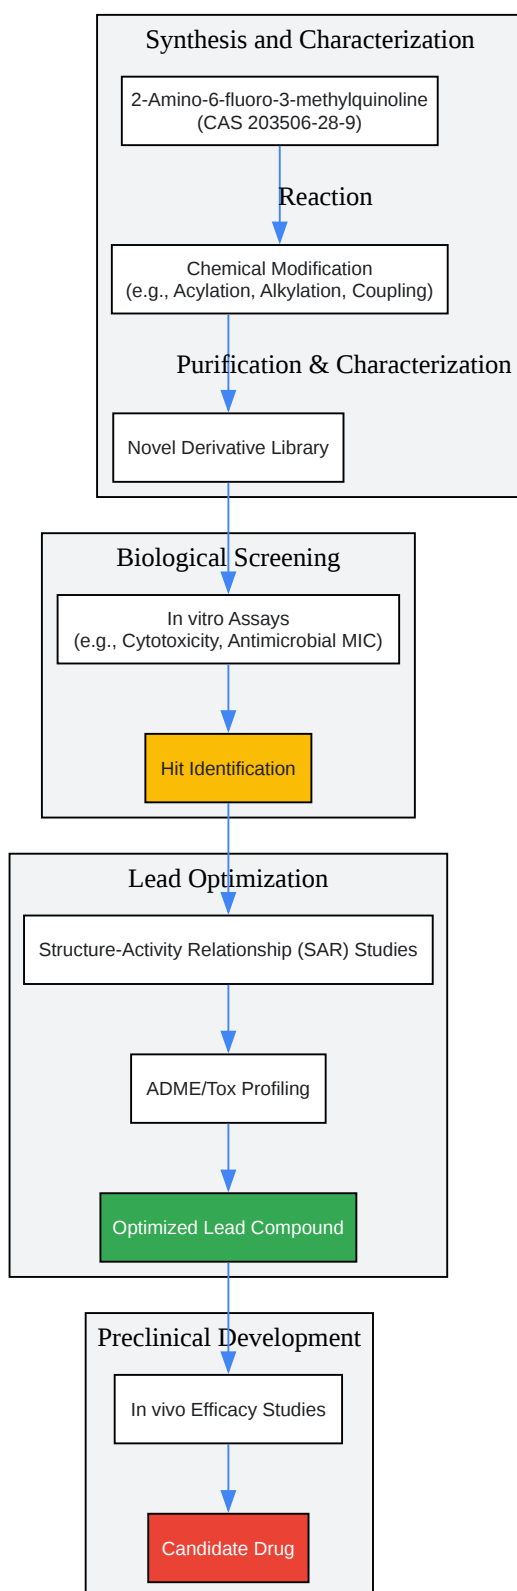 Synthesis and Characterization
2-Amino-6-fluoro-3-methylquinoline
(CAS 203506-28-9)
Reaction
Chemical Modification
(e.g., Acylation, Alkylation, Coupling)
Purification & Characterization
Novel Derivative Library
Biological Screening
In vitro Assays
(e.g., Cytotoxicity, Antimicrobial MIC)
Hit Identification
Lead Optimization
Structure-Activity Relationship (SAR) Studies
ADME/Tox Profiling
Optimized Lead Compound
Preclinical Development
In vivo Efficacy Studies
Candidate Drug